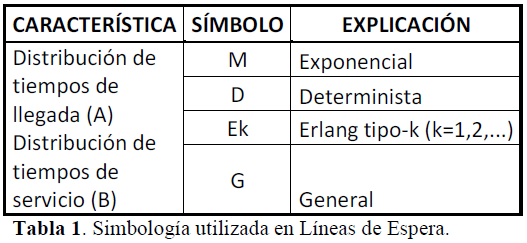 CARACTERÍSTICA SÍMBOLO EXPLICACIÓN
Distribución de
tiempos de
llegada (A)
Distribución de
tiempos de
servicio (B)
M Exponencial
D Determinista
Ek Erlang tipo-k (k=1,2,...)
G General
Tabla 1. Simbología utilizada en Líneas de Espera.